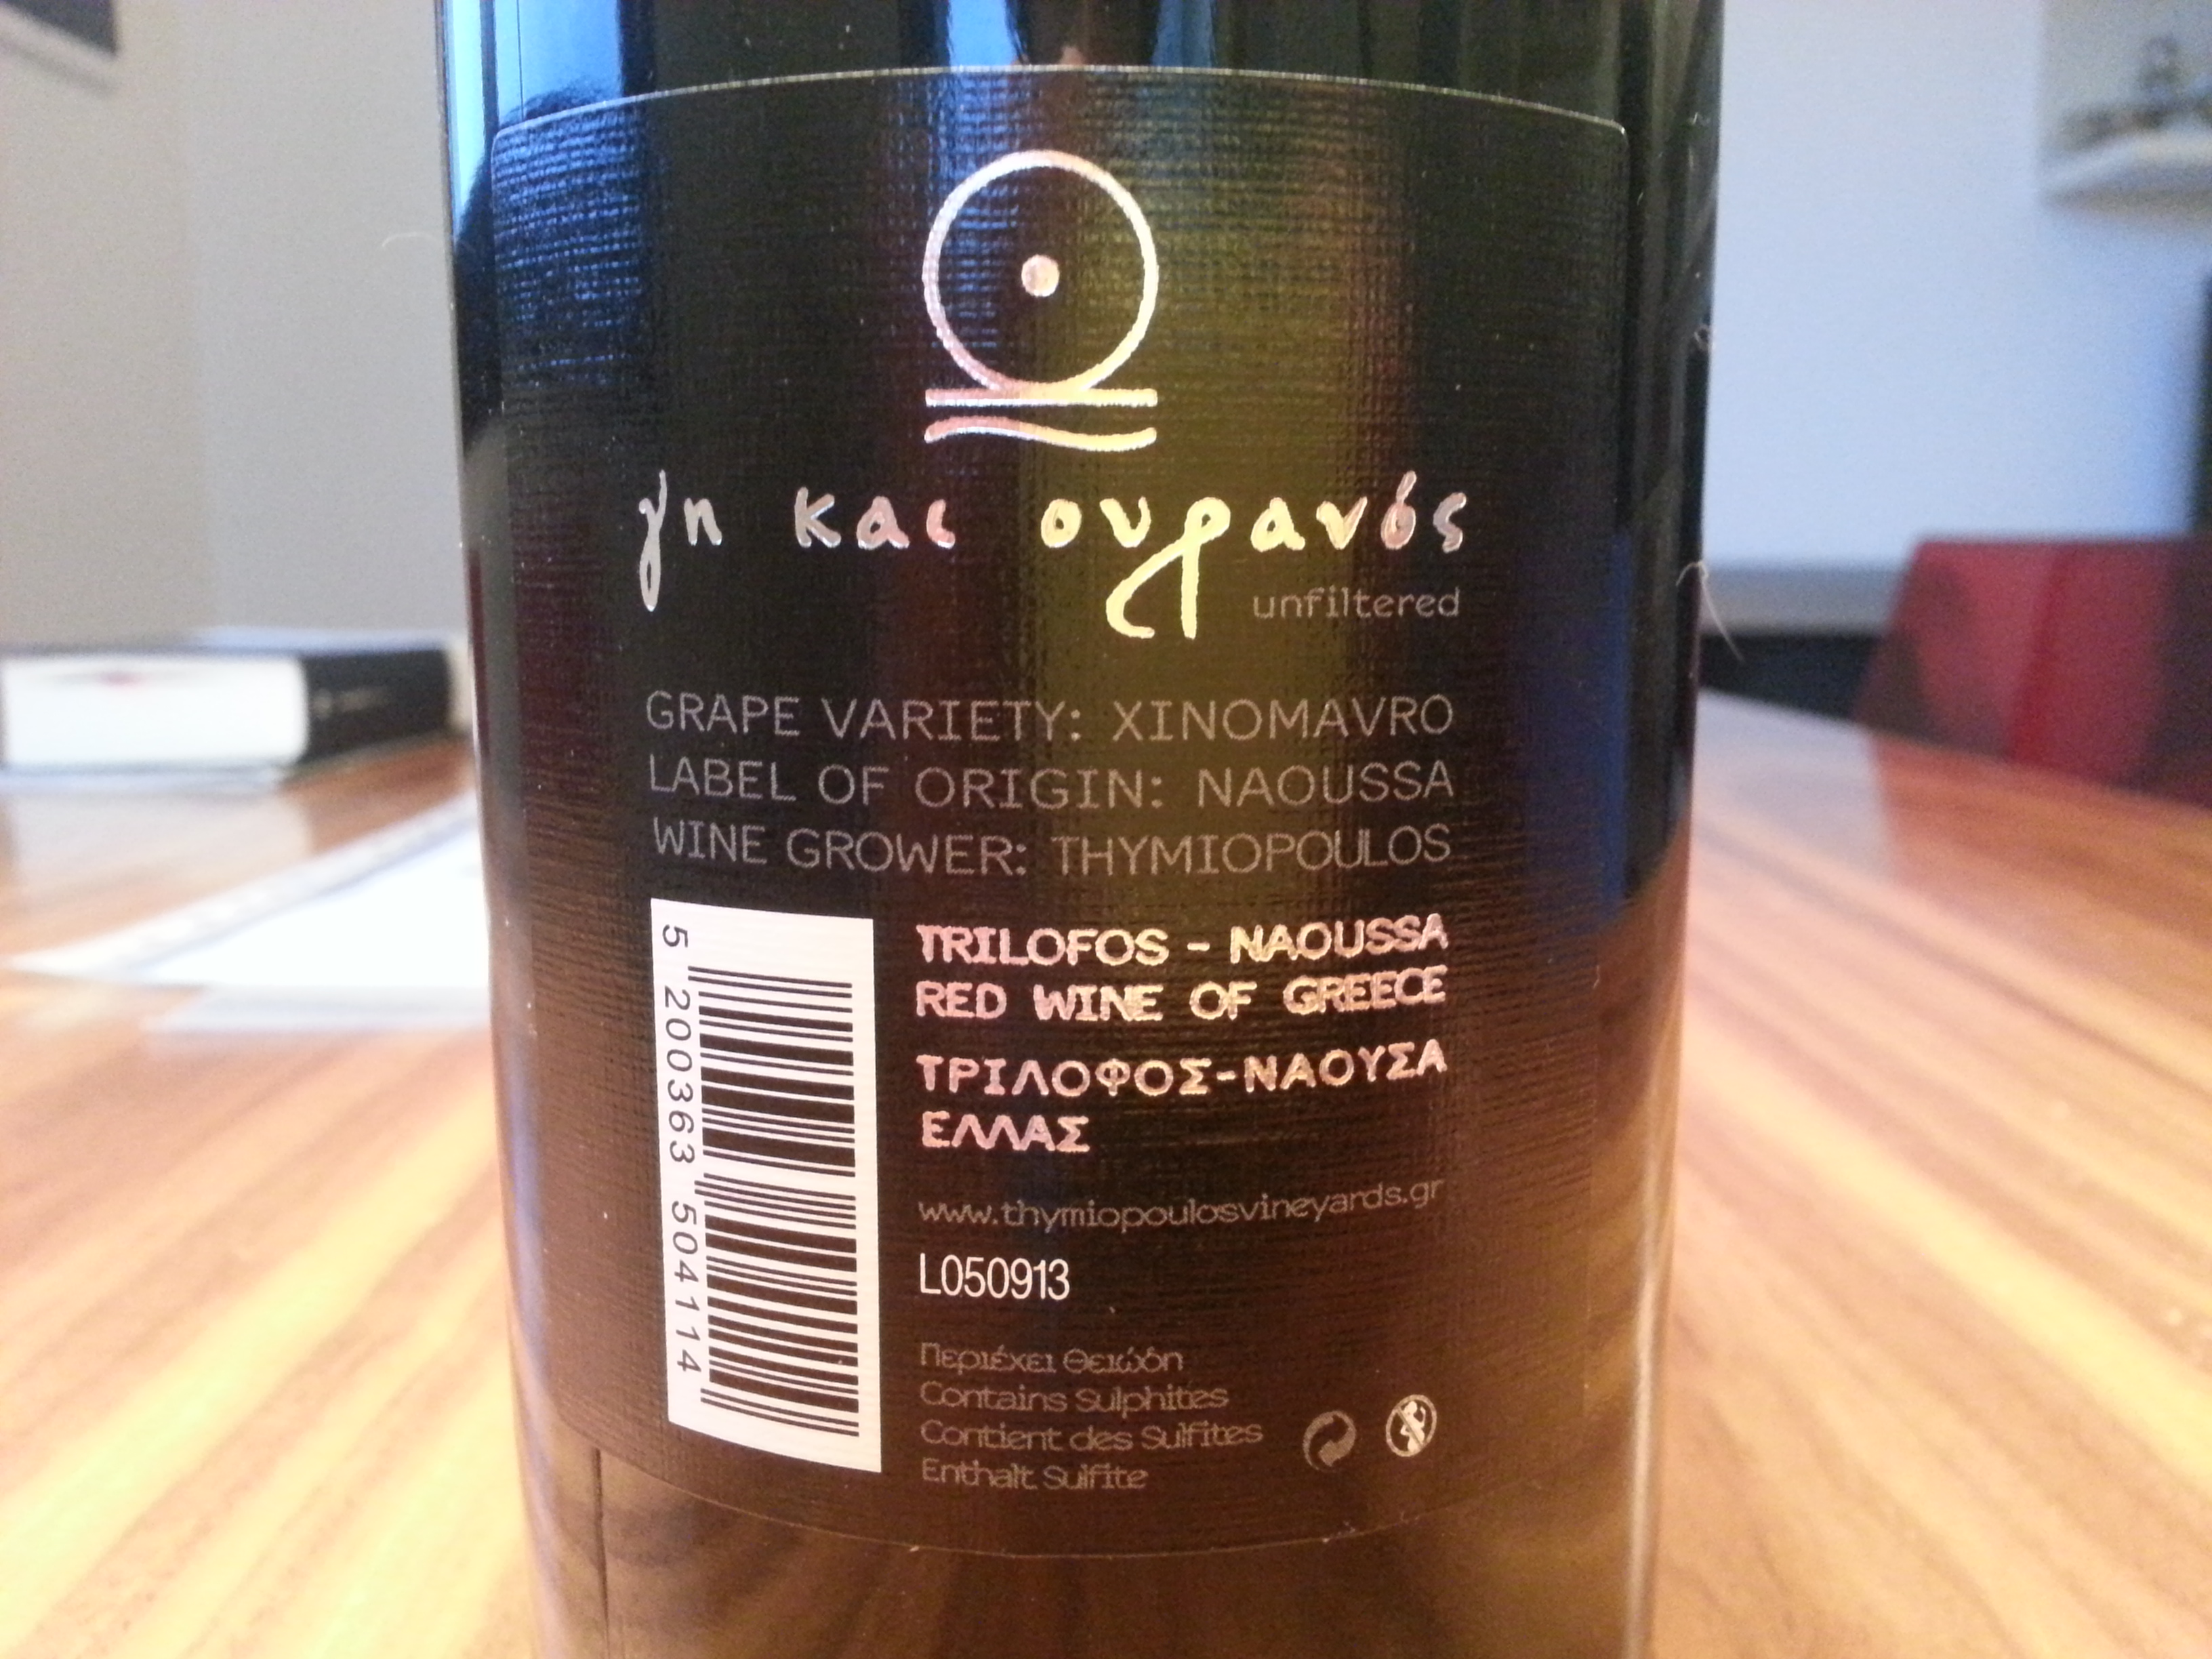 γη και ουρανός
unfiltered
GRAPE VARIETY: XINOMAVRO
LABEL OF ORIGIN: NAOUSSA
WINE GROWER: THYMIOPOULOS
TRILOFOS - NAOUSSA
RED WINE OF GREECE
ΤΡΙΛΟΦΟΣ-ΝΑΟΥΣΑ
ΕΛΛΑΣ
www.thymiopoulosvineyards.gr
L050913
Περιέχει Θειώδη
Contains Sulphites
Contient des Sulfites
Enthalt Sulfite
5 200363 504114